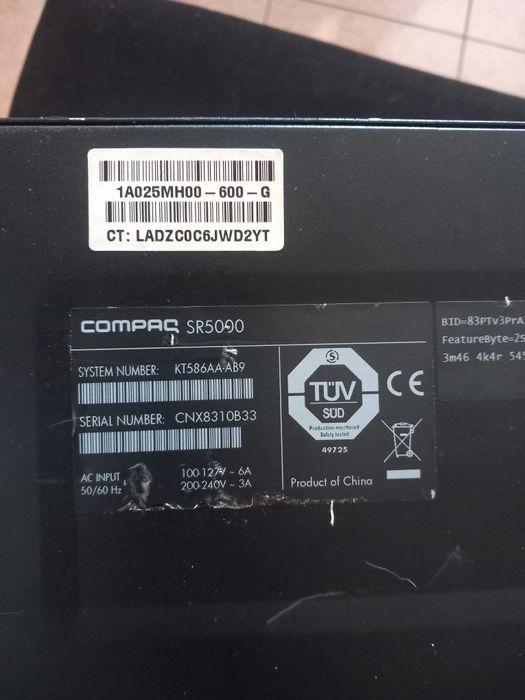 1A025MH00-600-G
CT: LADZC0C6JWD2YT
COMPAQ SR5000
SYSTEM NUMBER: KT586AA-AB9
SERIAL NUMBER: CNX8310B33
AC INPUT 100-127V ~ 6A
50/60 Hz 200-240V ~ 3A
S
TÜV
SÜD
Production monitored
Safety tested
49725
CE
Product of China
BID=83PTv3PrA
FeatureByte=2S
3m46 4k4r 545